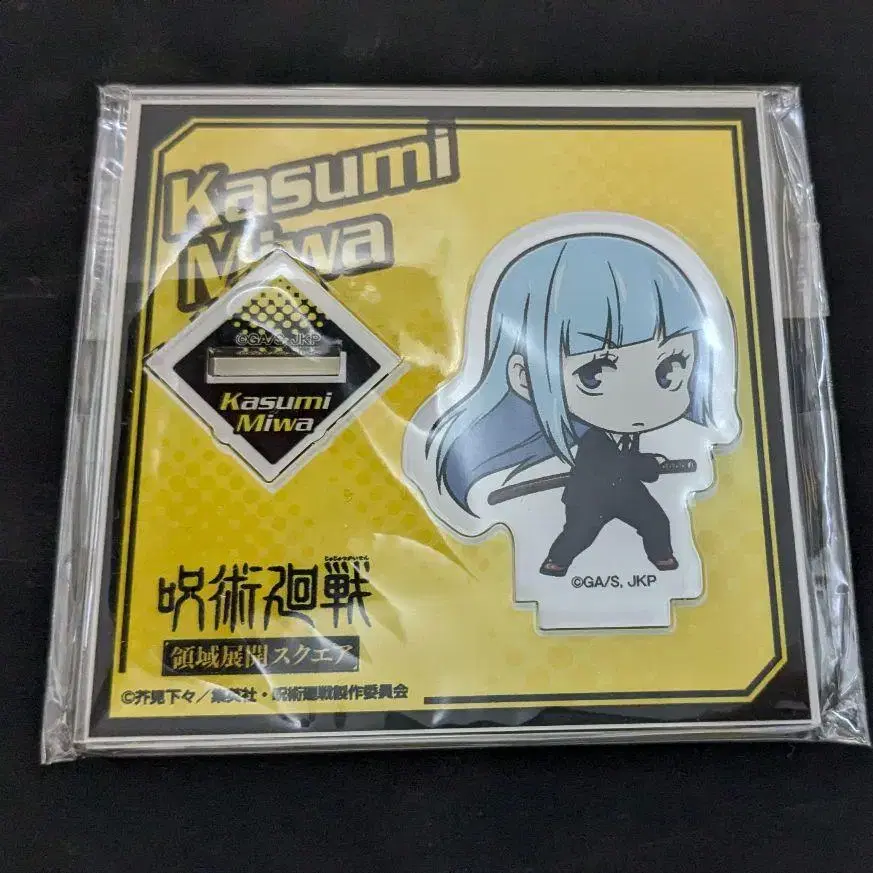 Kasumi
Miwa
©GA/S, JKP
Kasumi
Miwa
©GA/S, JKP
じゅじゅつかいせん
呪術廻戦
領域展開スクエア
©芥見下々／集英社・呪術廻戦製作委員会